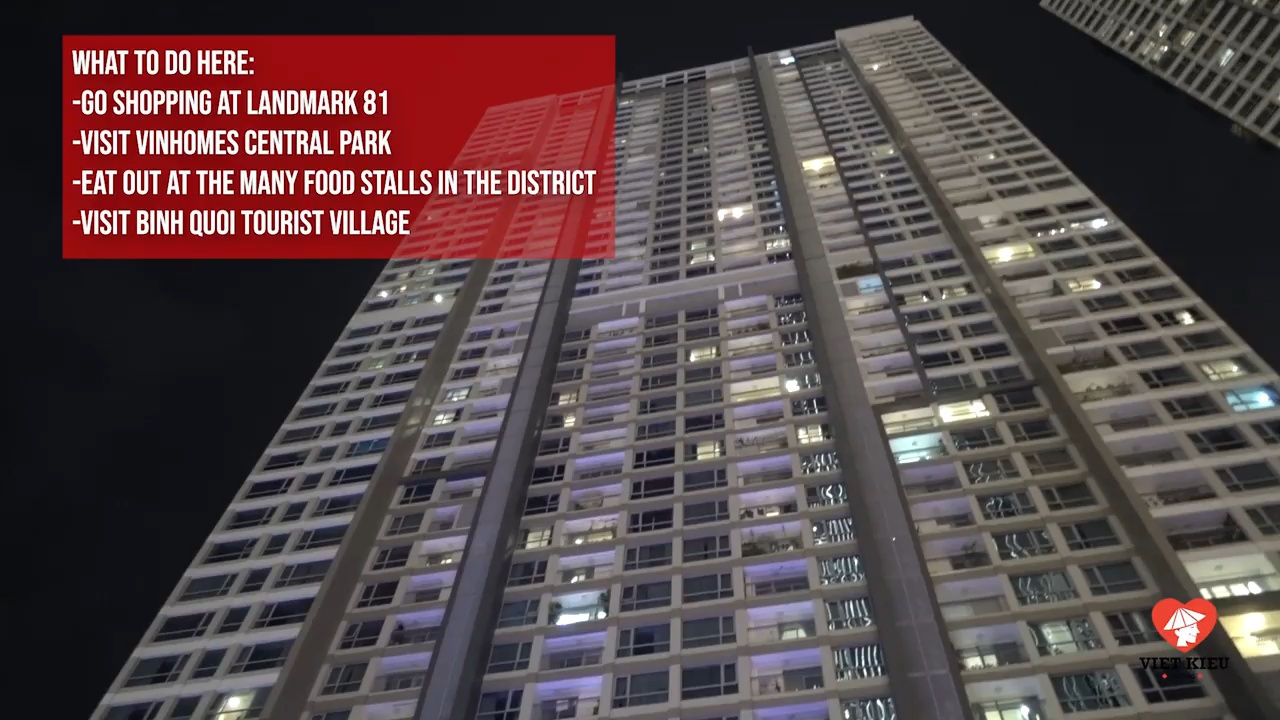 WHAT TO DO HERE:
-GO SHOPPING AT LANDMARK 81
-VISIT VINHOMES CENTRAL PARK
-EAT OUT AT THE MANY FOOD STALLS IN THE DISTRICT
-VISIT BINH QUOI TOURIST VILLAGE
VIET KIEU